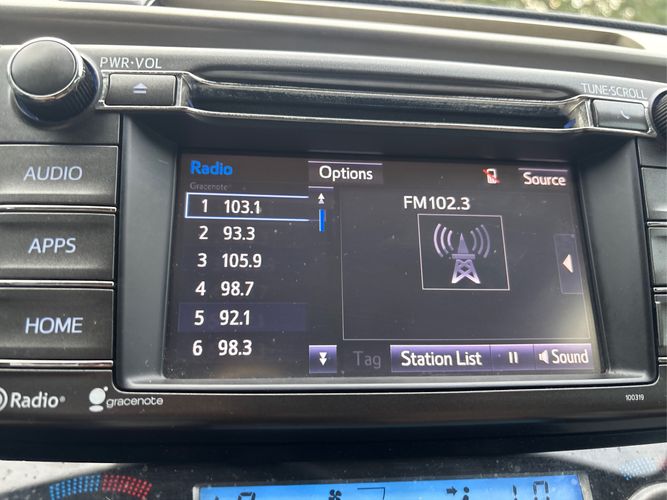 PWR•VOL
TUNE•SCROLL
AUDIO
APPS
HOME
Radio
Gracenote®
Options
Source
1 103.1
2 93.3
3 105.9
4 98.7
5 92.1
6 98.3
FM102.3
Tag
Station List
Sound
Radio®
gracenote
100319